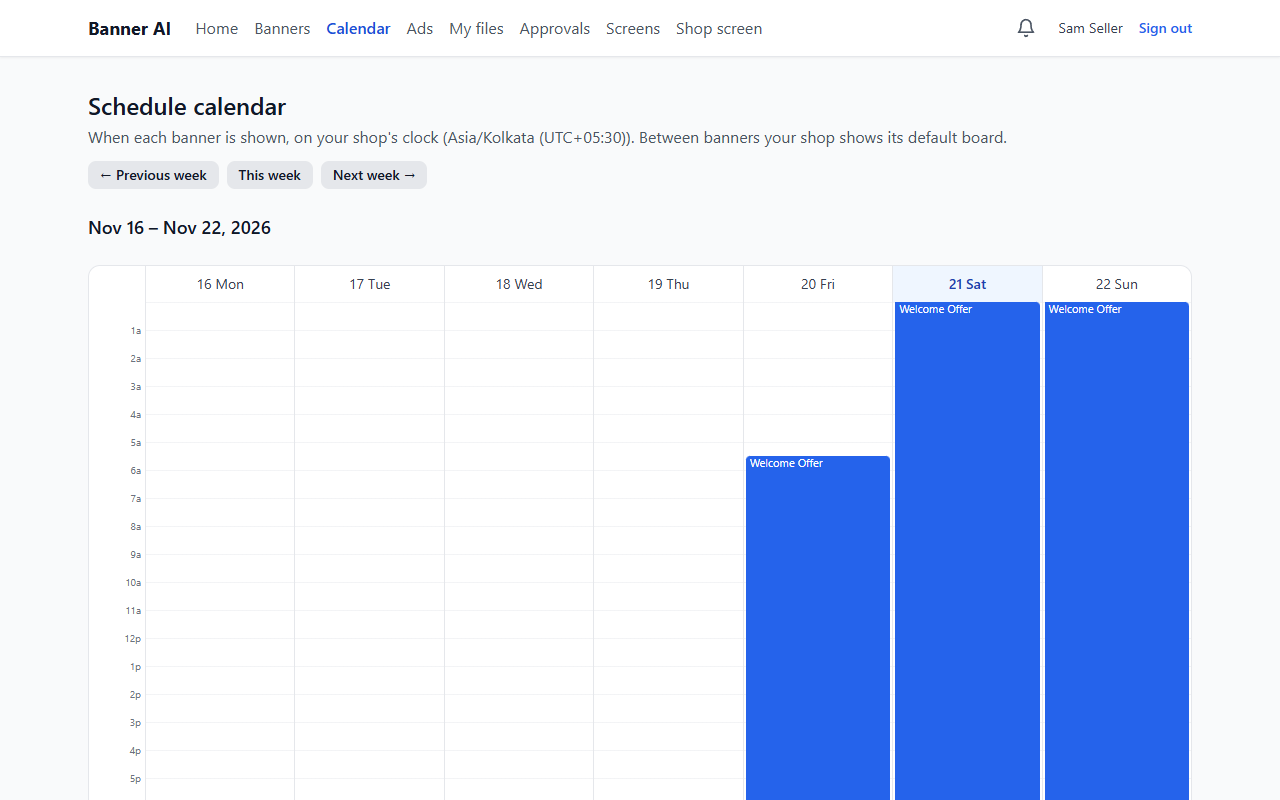 Banner AI Home Banners Calendar Ads My files Approvals Screens Shop screen Sam Seller Sign out
Schedule calendar
When each banner is shown, on your shop's clock (Asia/Kolkata (UTC+05:30)). Between banners your shop shows its default board.
← Previous week This week Next week →
Nov 16 – Nov 22, 2026
16 Mon 17 Tue 18 Wed 19 Thu 20 Fri 21 Sat 22 Sun
Welcome Offer Welcome Offer
1a
2a
3a
4a
5a
Welcome Offer
6a
7a
8a
9a
10a
11a
12p
1p
2p
3p
4p
5p